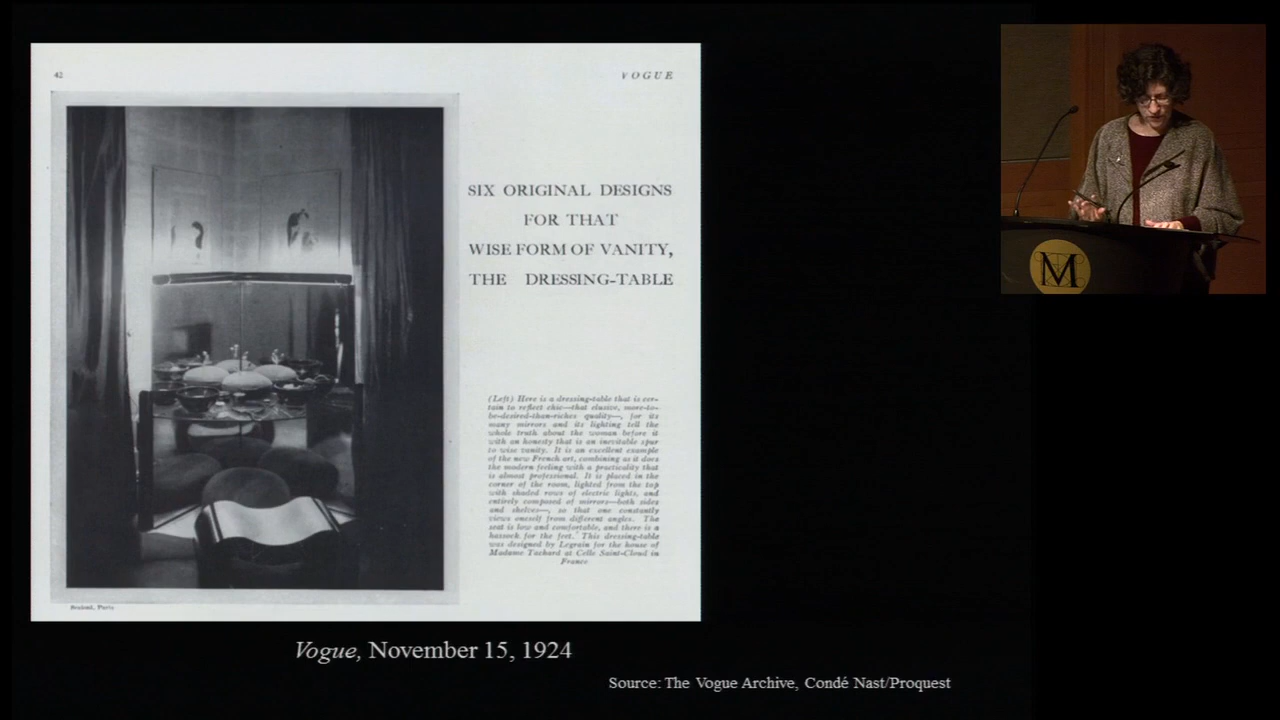 42
VOGUE
SIX ORIGINAL DESIGNS
FOR THAT
WISE FORM OF VANITY,
THE DRESSING-TABLE
(Left) Here is a dressing-table that is cer-
tain to reflect chic—that elusive, more-to-
be-desired-than-riches quality—, for its
many mirrors and its lighting tell the
whole truth about the woman before it
with an honesty that is an inevitable spur
to wise vanity. It is an excellent example
of the new French art, combining as it does
the modern feeling with a practicality that
is almost professional. It is placed in the
corner of the room, lighted from the top
with shaded rows of electric lights, and
entirely composed of mirrors—both sides
and shelves—, so that one constantly
views oneself from different angles. The
seat is low and comfortable, and there is a
hassock for the feet. This dressing-table
was designed by Legrain for the house of
Madame Tachard at Celle Saint-Cloud in
France
Paris
Vogue, November 15, 1924
Source: The Vogue Archive, Condé Nast/Proquest
M